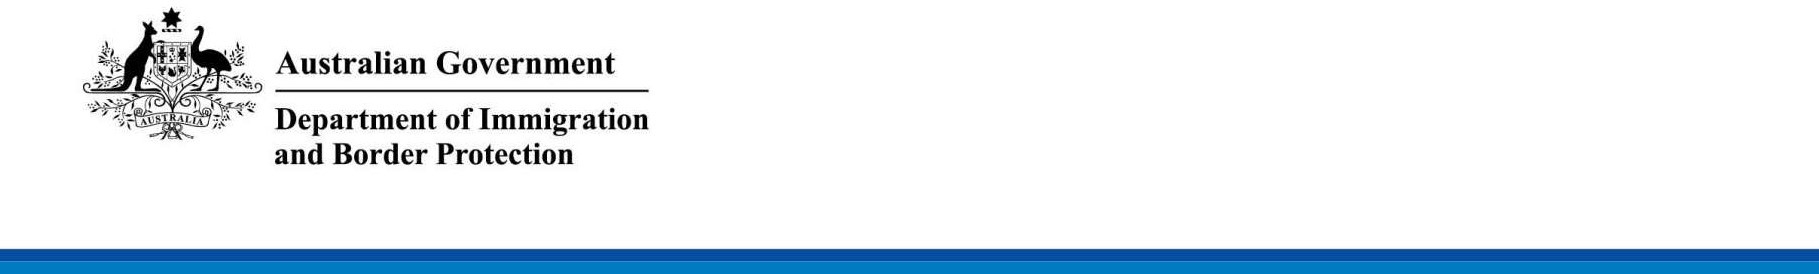 AUSTRALIA
Australian Government
Department of Immigration
and Border Protection